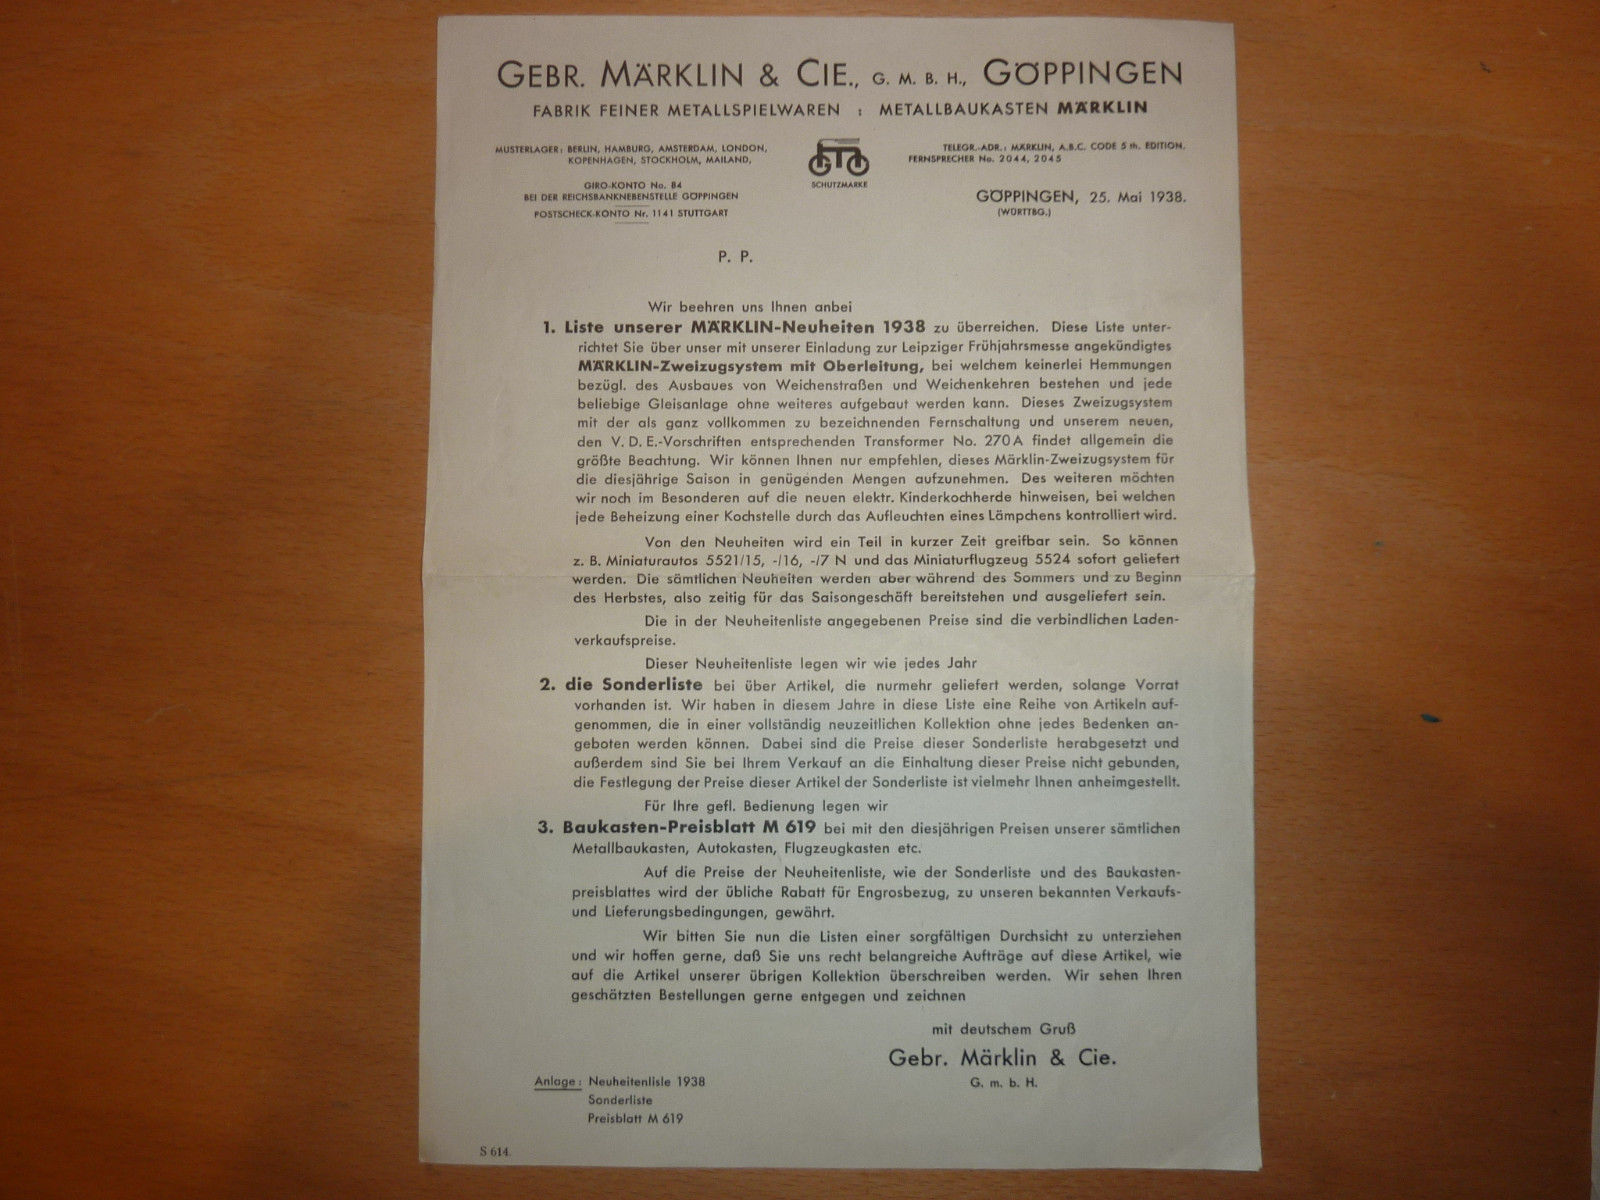 GEBR. MÄRKLIN & CIE., G. M. B. H., GÖPPINGEN
FABRIK FEINER METALLSPIELWAREN : METALLBAUKASTEN MÄRKLIN
MUSTERLAGER: BERLIN, HAMBURG, AMSTERDAM, LONDON,
KOPENHAGEN, STOCKHOLM, MAILAND,
GIRO-KONTO No. 84
BEI DER REICHSBANKNEBENSTELLE GÖPPINGEN
POSTSCHECK-KONTO Nr. 1141 STUTTGART
SCHUTZMARKE
TELEGR.-ADR.: MÄRKLIN, A.B.C. CODE 5 th. EDITION.
FERNSPRECHER No. 2044, 2045
GÖPPINGEN, 25. Mai 1938.
(WÜRTTBG.)
P. P.
Wir beehren uns Ihnen anbei
1. Liste unserer MÄRKLIN-Neuheiten 1938 zu überreichen. Diese Liste unter-
richtet Sie über unser mit unserer Einladung zur Leipziger Frühjahrsmesse angekündigtes
MÄRKLIN-Zweizugsystem mit Oberleitung, bei welchem keinerlei Hemmungen
bezügl. des Ausbaues von Weichenstraßen und Weichenkehren bestehen und jede
beliebige Gleisanlage ohne weiteres aufgebaut werden kann. Dieses Zweizugsystem
mit der als ganz vollkommen zu bezeichnenden Fernschaltung und unserem neuen,
den V. D. E.-Vorschriften entsprechenden Transformer No. 270 A findet allgemein die
größte Beachtung. Wir können Ihnen nur empfehlen, dieses Märklin-Zweizugsystem für
die diesjährige Saison in genügenden Mengen aufzunehmen. Des weiteren möchten
wir noch im Besonderen auf die neuen elektr. Kinderkochherde hinweisen, bei welchen
jede Beheizung einer Kochstelle durch das Aufleuchten eines Lämpchens kontrolliert wird.
Von den Neuheiten wird ein Teil in kurzer Zeit greifbar sein. So können
z. B. Miniaturautos 5521/15, -/16, -/7 N und das Miniaturflugzeug 5524 sofort geliefert
werden. Die sämtlichen Neuheiten werden aber während des Sommers und zu Beginn
des Herbstes, also zeitig für das Saisongeschäft bereitstehen und ausgeliefert sein.
Die in der Neuheitenliste angegebenen Preise sind die verbindlichen Laden-
verkaufspreise.
Dieser Neuheitenliste legen wir wie jedes Jahr
2. die Sonderliste bei über Artikel, die nurmehr geliefert werden, solange Vorrat
vorhanden ist. Wir haben in diesem Jahre in diese Liste eine Reihe von Artikeln auf-
genommen, die in einer vollständig neuzeitlichen Kollektion ohne jedes Bedenken an-
geboten werden können. Dabei sind die Preise dieser Sonderliste herabgesetzt und
außerdem sind Sie bei Ihrem Verkauf an die Einhaltung dieser Preise nicht gebunden,
die Festlegung der Preise dieser Artikel der Sonderliste ist vielmehr Ihnen anheimgestellt.
Für Ihre gefl. Bedienung legen wir
3. Baukasten-Preisblatt M 619 bei mit den diesjährigen Preisen unserer sämtlichen
Metallbaukasten, Autokasten, Flugzeugkasten etc.
Auf die Preise der Neuheitenliste, wie der Sonderliste und des Baukasten-
preisblattes wird der übliche Rabatt für Engrosbezug, zu unseren bekannten Verkaufs-
und Lieferungsbedingungen, gewährt.
Wir bitten Sie nun die Listen einer sorgfältigen Durchsicht zu unterziehen
und wir hoffen gerne, daß Sie uns recht belangreiche Aufträge auf diese Artikel, wie
auf die Artikel unserer übrigen Kollektion überschreiben werden. Wir sehen Ihren
geschätzten Bestellungen gerne entgegen und zeichnen
mit deutschem Gruß
Gebr. Märklin & Cie.
G. m. b. H.
Anlage: Neuheitenlisle 1938
Sonderliste
Preisblatt M 619
S 614.